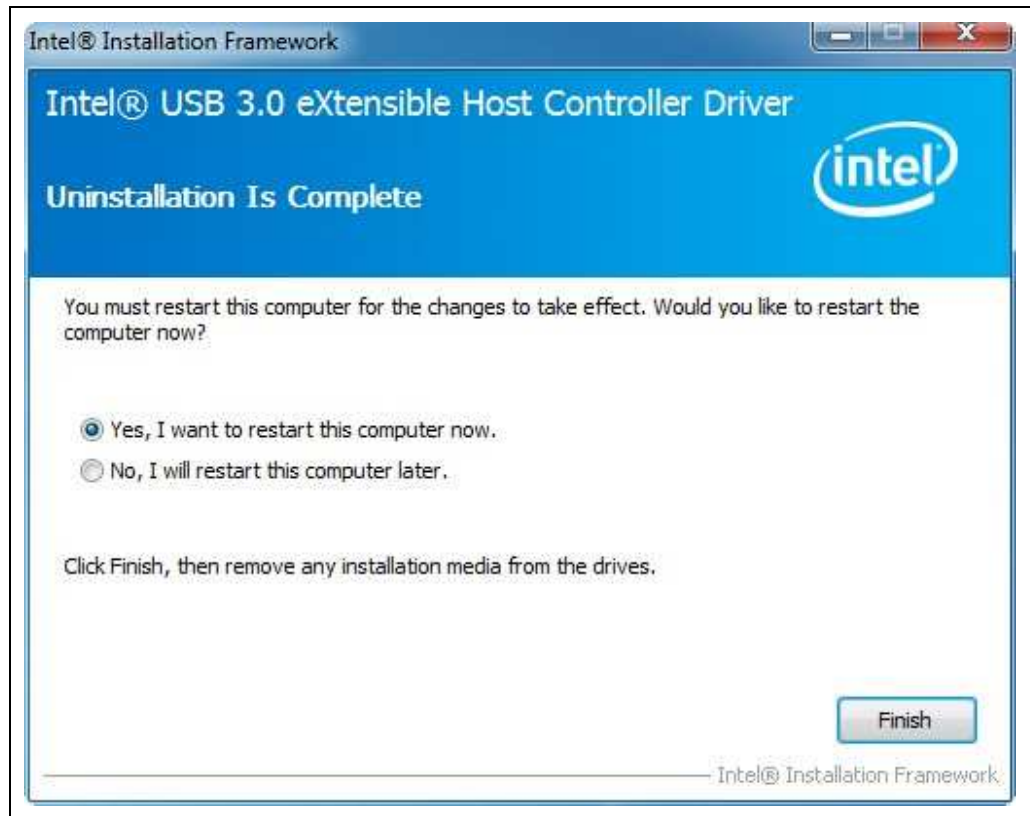 Intel® Installation Framework
Intel® USB 3.0 eXtensible Host Controller Driver
intel
Uninstallation Is Complete
You must restart this computer for the changes to take effect. Would you like to restart the
computer now?
Yes, I want to restart this computer now.
No, I will restart this computer later.
Click Finish, then remove any installation media from the drives.
Finish
Intel® Installation Framework